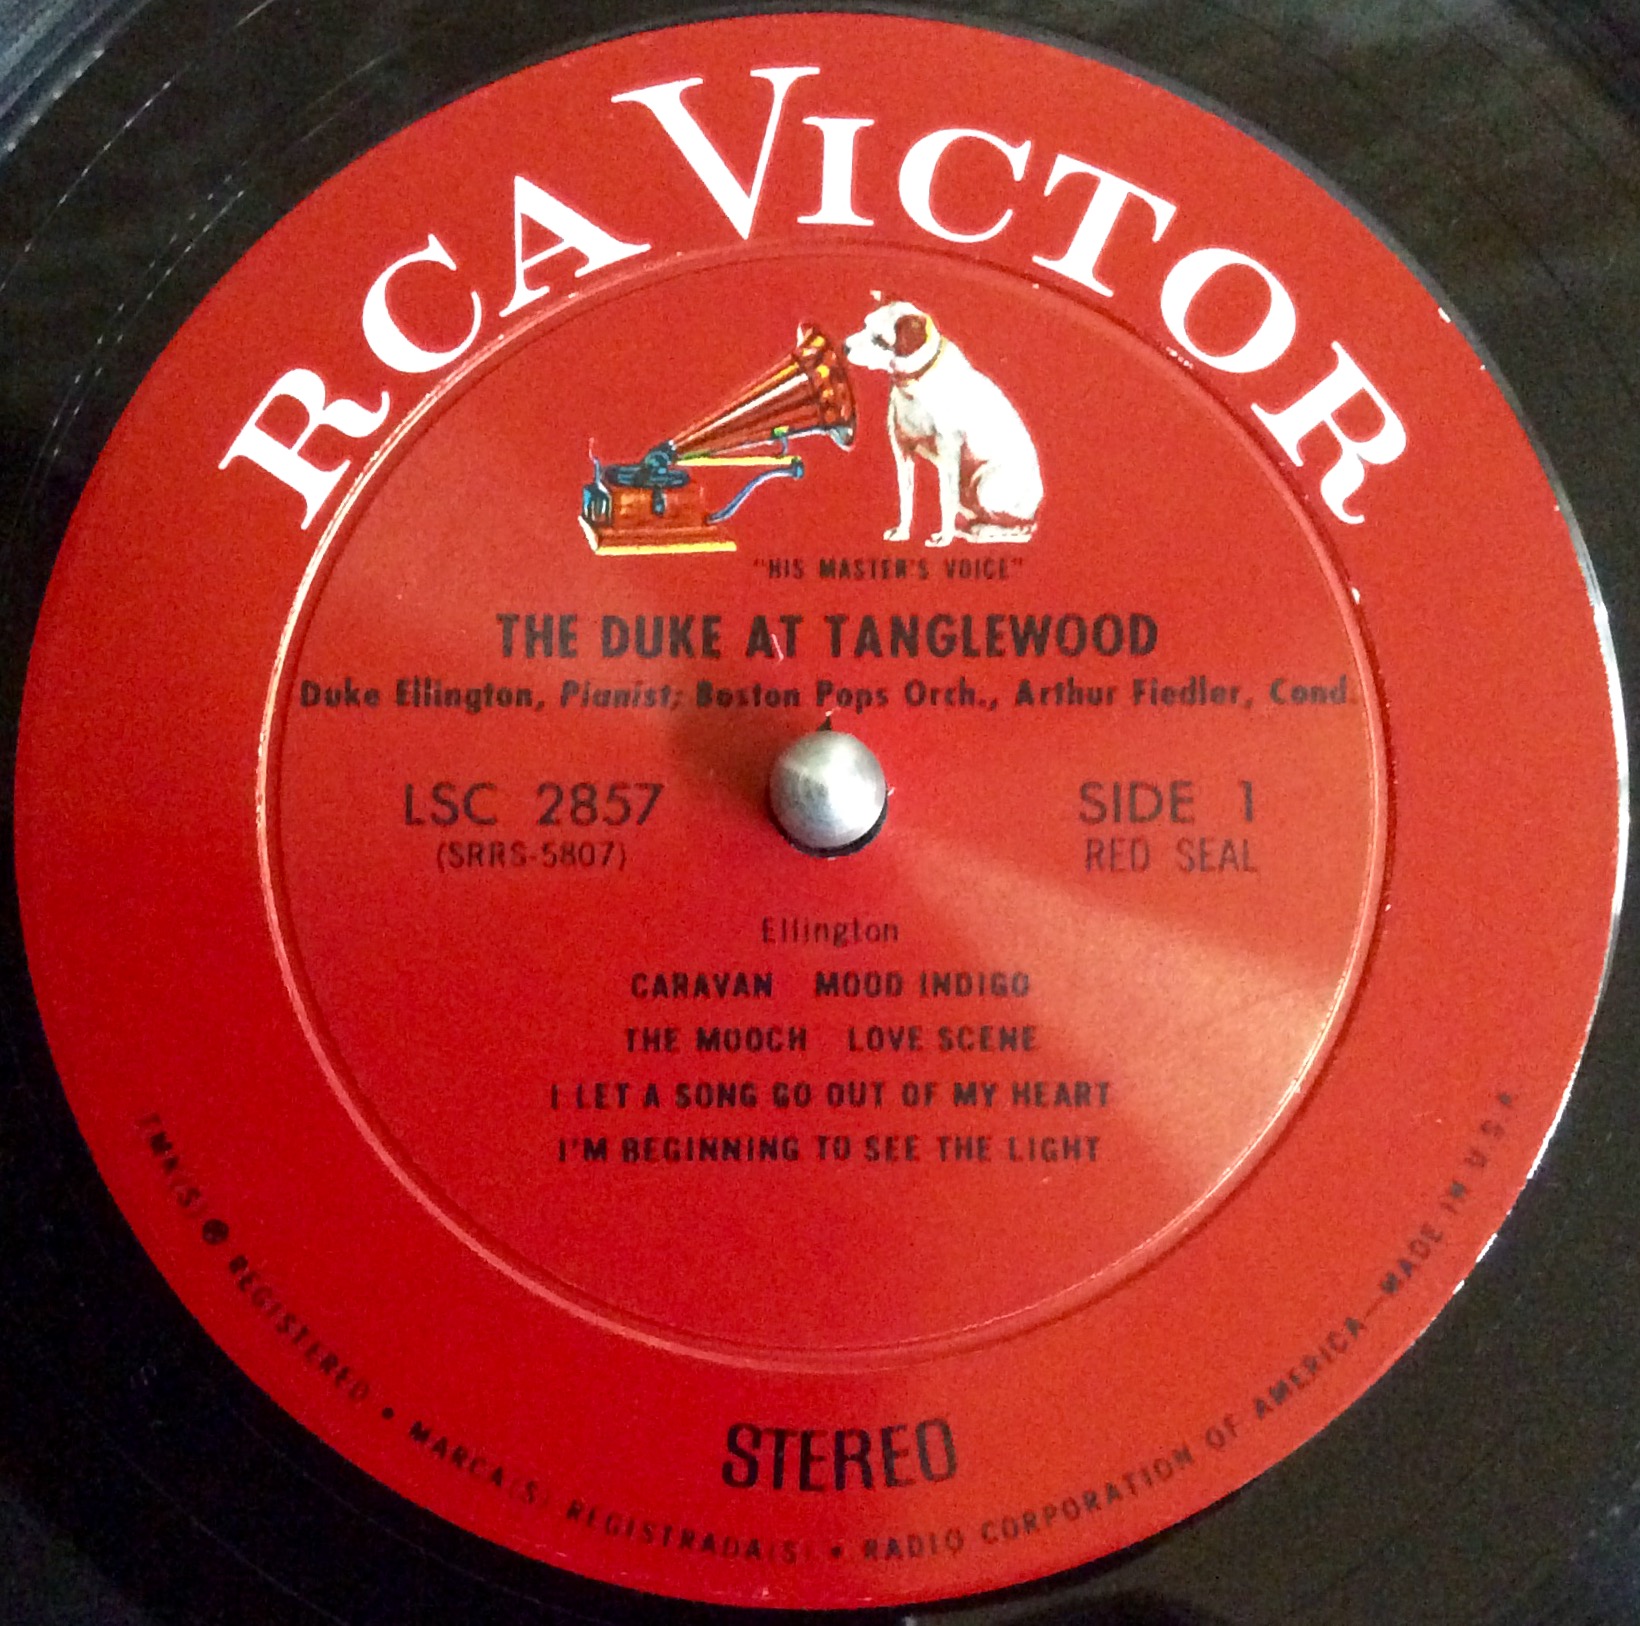 RCA VICTOR
"HIS MASTER'S VOICE"
THE DUKE AT TANGLEWOOD
Duke Ellington, Pianist; Boston Pops Orch., Arthur Fiedler, Cond.
LSC 2857
(SRRS-5807)
SIDE 1
RED SEAL
Ellington
CARAVAN MOOD INDIGO
THE MOOCH LOVE SCENE
I LET A SONG GO OUT OF MY HEART
I'M BEGINNING TO SEE THE LIGHT
STEREO
TMK(S) ® REGISTERED • MARCA(S) REGISTRADA(S) • RADIO CORPORATION OF AMERICA—MADE IN U.S.A.